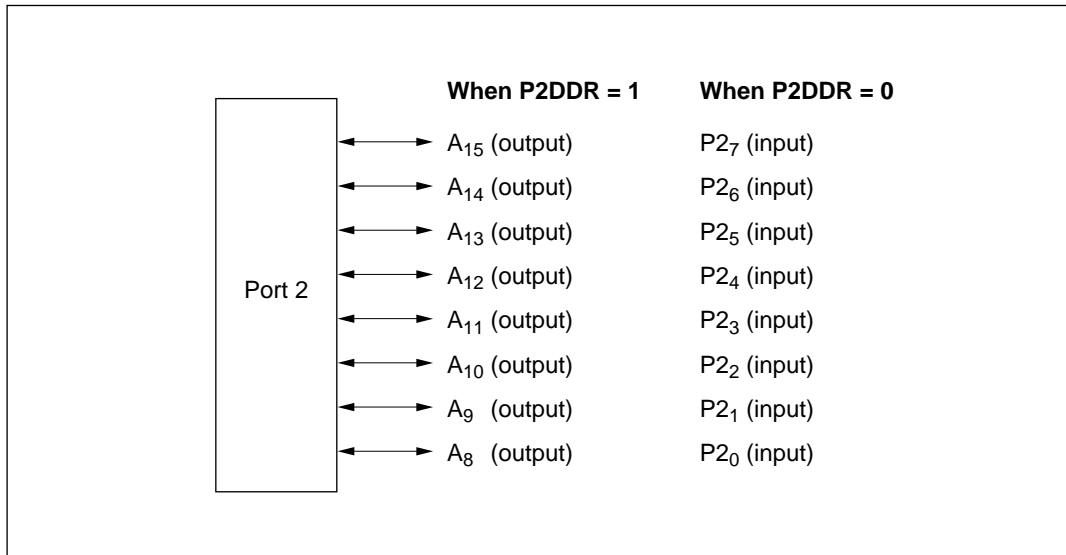 When P2DDR = 1 When P2DDR = 0
A15 (output) P27 (input)
A14 (output) P26 (input)
A13 (output) P25 (input)
Port 2 A12 (output) P24 (input)
A11 (output) P23 (input)
A10 (output) P22 (input)
A9 (output) P21 (input)
A8 (output) P20 (input)